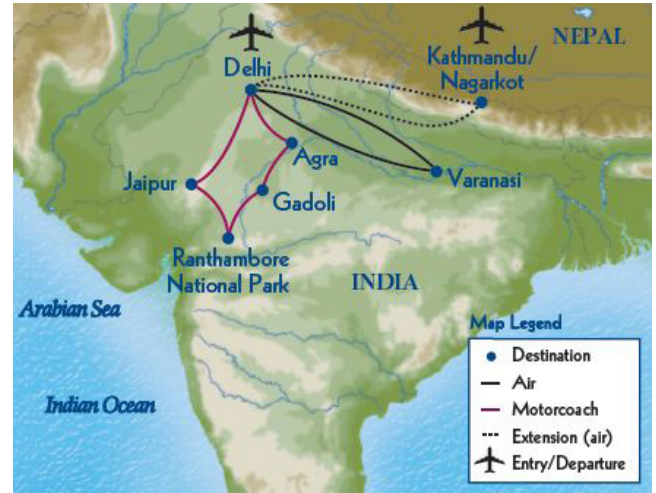 NEPAL
Kathmandu/
Nagarkot
Delhi
Agra
Jaipur
Varanasi
Gadoli
Ranthambore
National Park
INDIA
Arabian Sea
Indian Ocean
Map Legend
Destination
Air
Motorcoach
Extension (air)
Entry/Departure